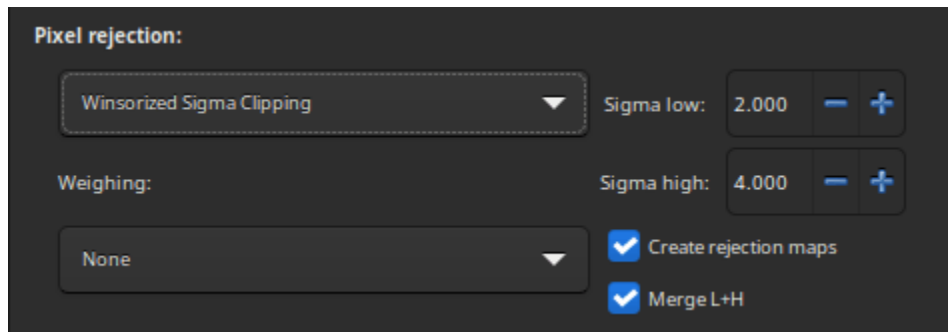 Pixel rejection:
Winsorized Sigma Clipping
Sigma low: 2.000
Weighing:
Sigma high: 4.000
None
Create rejection maps
Merge L+H